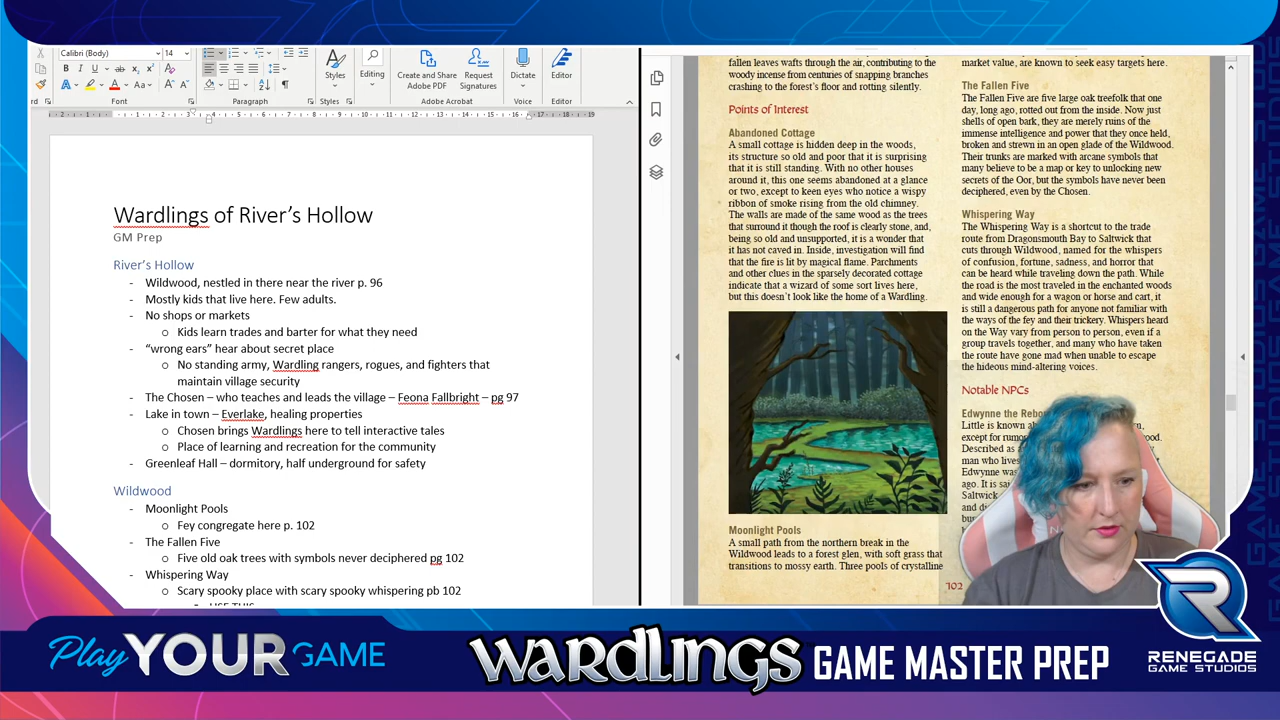 Calibri (Body) 14
Styles
Editing
Create and Share
Adobe PDF
Request
Signatures
Dictate
Editor
Font
Paragraph
Styles
Adobe Acrobat
Voice
Editor
Wardlings of River's Hollow
GM Prep
River's Hollow
- Wildwood, nestled in there near the river p. 96
- Mostly kids that live here. Few adults.
- No shops or markets
o Kids learn trades and barter for what they need
- “wrong ears” hear about secret place
o No standing army, Wardling rangers, rogues, and fighters that
maintain village security
- The Chosen – who teaches and leads the village – Feona Fallbright – pg 97
- Lake in town – Everlake, healing properties
o Chosen brings Wardlings here to tell interactive tales
o Place of learning and recreation for the community
- Greenleaf Hall – dormitory, half underground for safety
Wildwood
- Moonlight Pools
o Fey congregate here p. 102
- The Fallen Five
o Five old oak trees with symbols never deciphered pg 102
- Whispering Way
o Scary spooky place with scary spooky whispering pb 102
USE THIS
fallen leaves wafts through the air, contributing to the
woody incense from centuries of snapping branches
crashing to the forest's floor and rotting silently.
Points of Interest
Abandoned Cottage
A small cottage is hidden deep in the woods,
its structure so old and poor that it is surprising
that it is still standing. With no other houses
around it, this one seems abandoned at a glance
or two, except to keen eyes who notice a wispy
ribbon of smoke rising from the old chimney.
The walls are made of the same wood as the trees
that surround it though the roof is clearly stone, and,
being so old and unsupported, it is a wonder that
it has not caved in. Inside, investigation will find
that the fire is lit by magical flame. Parchments
and other clues in the sparsely decorated cottage
indicate that a wizard of some sort lives here,
but this doesn't look like the home of a Wardling.
Moonlight Pools
A small path from the northern break in the
Wildwood leads to a forest glen, with soft grass that
transitions to mossy earth. Three pools of crystalline
market value, are known to seek easy targets here.
The Fallen Five
The Fallen Five are five large oak treefolk that one
day, long ago, rotted out from the inside. Now just
shells of open bark, they are merely ruins of the
immense intelligence and power that they once held,
broken and strewn in an open glade of the Wildwood.
Their trunks are marked with arcane symbols that
many believe to be a map or key to unlocking new
secrets of the Oor, but the symbols have never been
deciphered, even by the Chosen.
Whispering Way
The Whispering Way is a shortcut to the trade
route from Dragonsmouth Bay to Saltwick that
cuts through Wildwood, named for the whispers
of confusion, fortune, sadness, and horror that
can be heard while traveling down the path. While
the road is the most traveled in the enchanted woods
and wide enough for a wagon or horse and cart, it
is still a dangerous path for anyone not familiar with
the ways of the fey and their trickery. Whispers heard
on the Way vary from person to person, even if a
group travels together, and many who have taken
the route have gone mad when unable to escape
the hideous mind-altering voices.
Notable NPCs
Edwynne the Rebo
Little is known
except for rumo
Described as
man who lives
Edwynne was
ago. It is sai
Saltwick
and di
102
Play YOUR GAME
WARDLINGS GAME MASTER PREP
R
RENEGADE
GAME STUDIOS